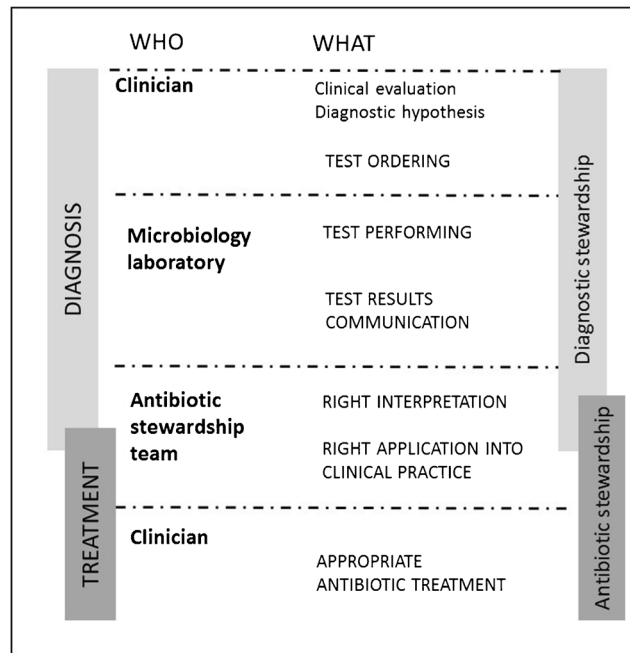 WHO
WHAT
Clinician
Clinical evaluation
Diagnostic hypothesis
TEST ORDERING
Microbiology
laboratory
TEST PERFORMING
TEST RESULTS
COMMUNICATION
Antibiotic
stewardship
team
RIGHT INTERPRETATION
RIGHT APPLICATION INTO
CLINICAL PRACTICE
Clinician
APPROPRIATE
ANTIBIOTIC TREATMENT
DIAGNOSIS
TREATMENT
Diagnostic stewardship
Antibiotic stewardship